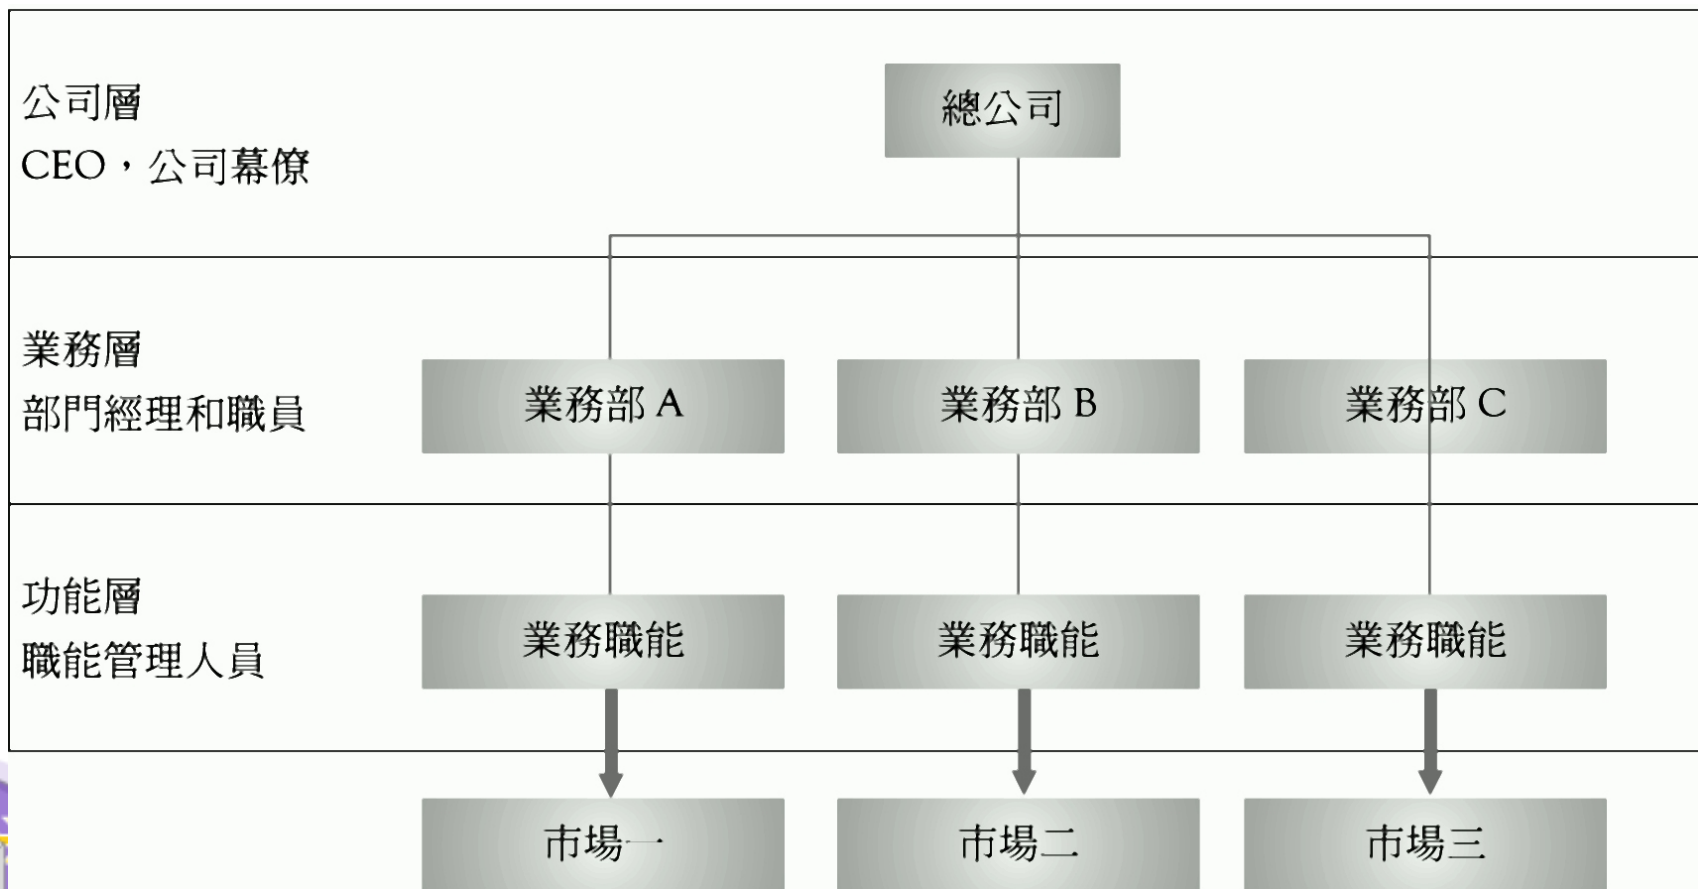 公司層
CEO，公司幕僚
總公司
業務層
部門經理和職員
業務部 A
業務部 B
業務部 C
功能層
職能管理人員
業務職能
業務職能
業務職能
市場一
市場二
市場三